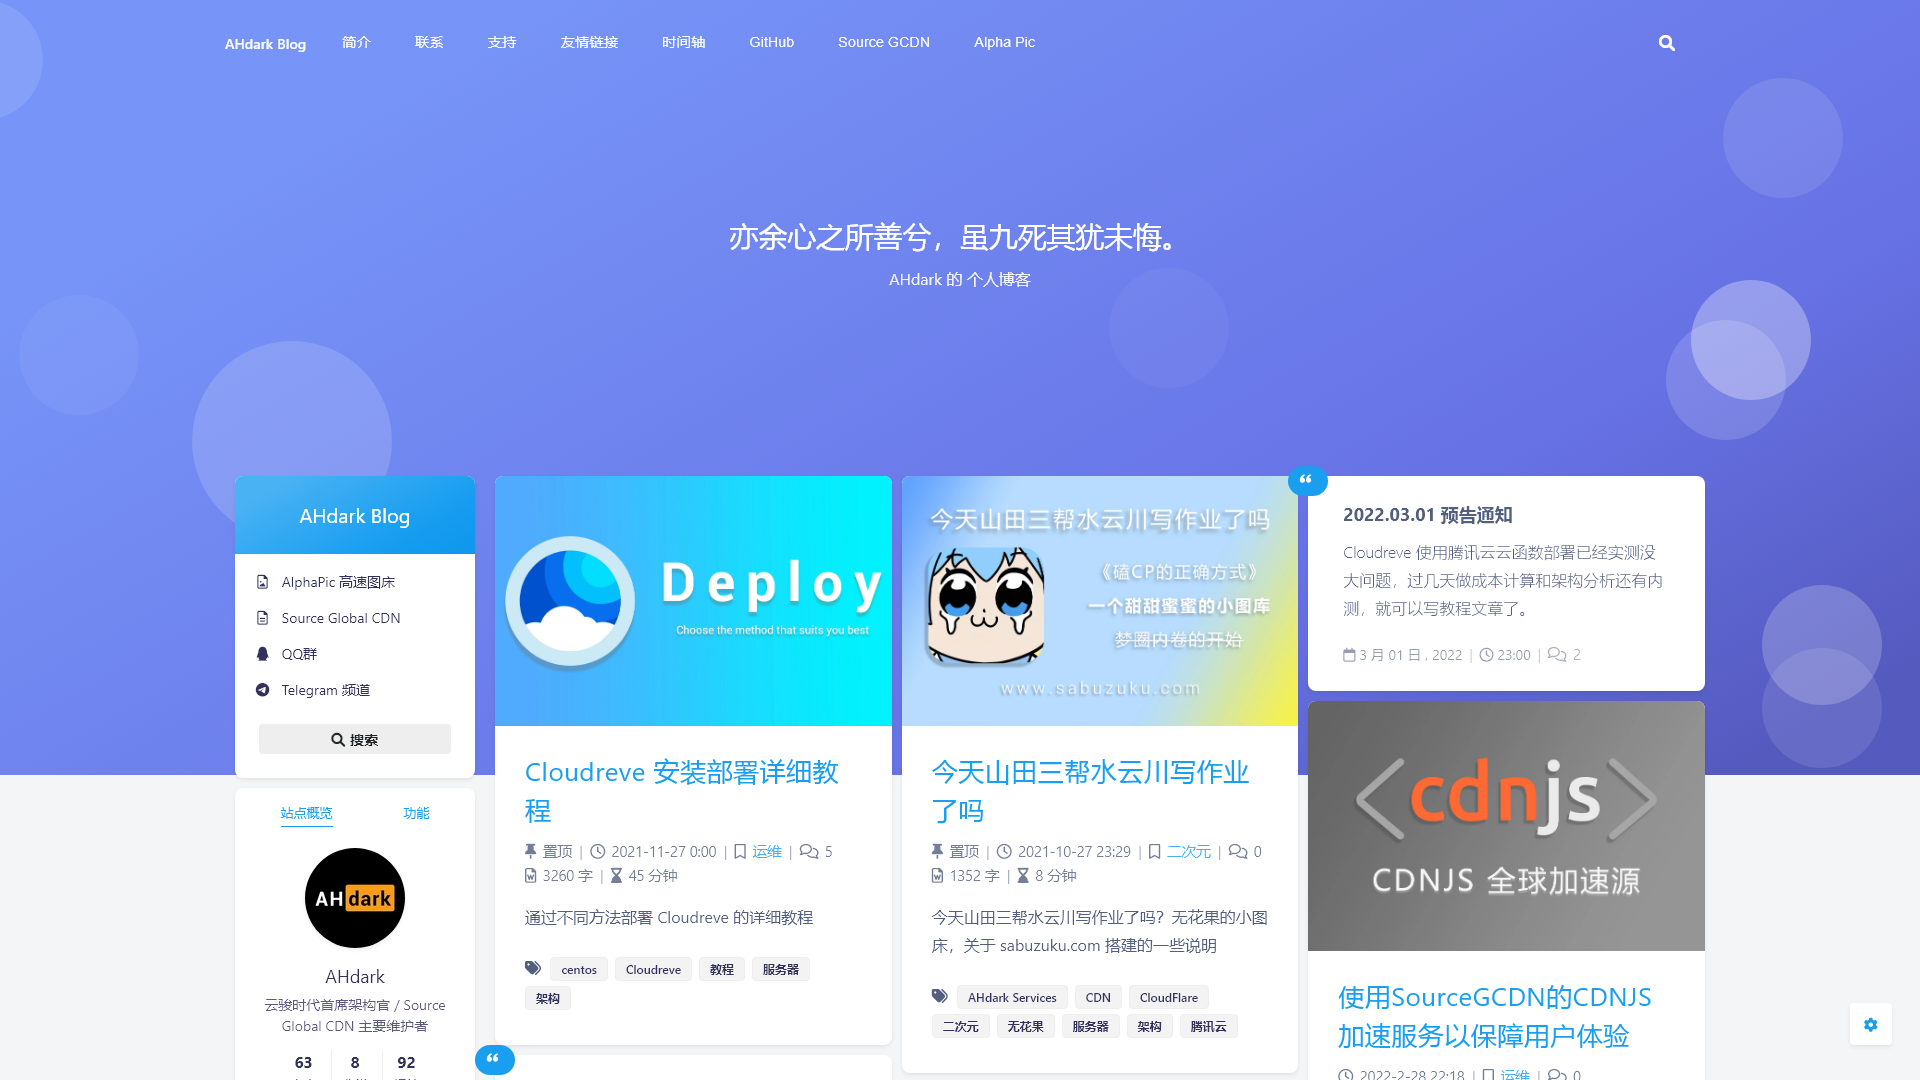 AHdark Blog 简介 联系 支持 友情链接 时间轴 GitHub Source GCDN Alpha Pic
亦余心之所善兮，虽九死其犹未悔。
AHdark 的 个人博客
AHdark Blog
AlphaPic 高速图床
Source Global CDN
QQ群
Telegram 频道
搜索
站点概览 功能
AHdark
AHdark
云骏时代首席架构官 / Source
Global CDN 主要维护者
63 8 92
Deploy
Choose the method that suits you best
Cloudreve 安装部署详细教
程
置顶 | 2021-11-27 0:00 | 运维 | 5
3260 字 | 45 分钟
通过不同方法部署 Cloudreve 的详细教程
centos Cloudreve 教程 服务器
架构
今天山田三帮水云川写作业了吗
《磕CP的正确方式》
一个甜甜蜜蜜的小图库
梦圈内卷的开始
www.sabuzuku.com
今天山田三帮水云川写作业
了吗
置顶 | 2021-10-27 23:29 | 二次元 | 0
1352 字 | 8 分钟
今天山田三帮水云川写作业了吗？无花果的小图
床，关于 sabuzuku.com 搭建的一些说明
AHdark Services CDN CloudFlare
二次元 无花果 服务器 架构 腾讯云
2022.03.01 预告通知
Cloudreve 使用腾讯云云函数部署已经实测没
大问题，过几天做成本计算和架构分析还有内
测，就可以写教程文章了。
3 月 01 日 , 2022 | 23:00 | 2
<cdnjs>
CDNJS 全球加速源
使用SourceGCDN的CDNJS
加速服务以保障用户体验
2022-2-28 22:18 | 运维 | 0